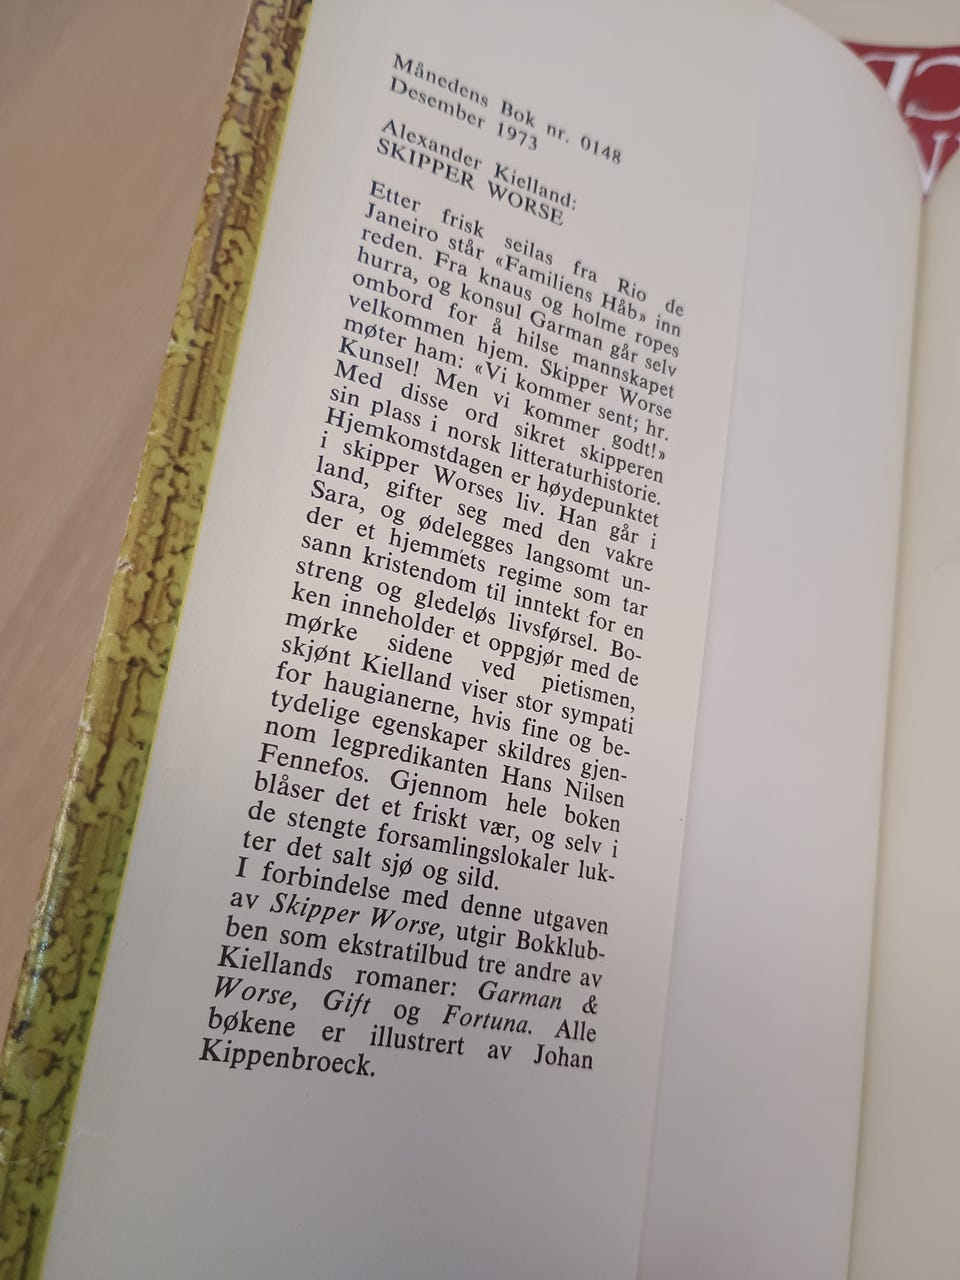 Månedens Bok nr. 0148
Desember 1973
Alexander Kielland:
SKIPPER WORSE
Etter frisk seilas fra Rio de
Janeiro står «Familiens Håb» inn
reden. Fra knaus og holme ropes
hurra, og konsul Garman går selv
ombord for å hilse mannskapet
velkommen hjem. Skipper Worse
møter ham: «Vi kommer sent; hr.
Kunsel! Men vi kommer godt!»
Med disse ord sikret skipperen
sin plass i norsk litteraturhistorie.
Hjemkomstdagen er høydepunktet
i skipper Worses liv. Han går i
land, gifter seg med den vakre
Sara, og ødelegges langsomt un-
der et hjemmets regime som tar
sann kristendom til inntekt for en
streng og gledeløs livsførsel. Bo-
ken inneholder et oppgjør med de
mørke sidene ved pietismen,
skjønt Kielland viser stor sympati
for haugianerne, hvis fine og be-
tydelige egenskaper skildres gjen-
nom legpredikanten Hans Nilsen
Fennefos. Gjennom hele boken
blåser det et friskt vær, og selv i
de stengte forsamlingslokaler luk-
ter det salt sjø og sild.
I forbindelse med denne utgaven
av Skipper Worse, utgir Bokklub-
ben som ekstratilbud tre andre av
Kiellands romaner: Garman &
Worse, Gift og Fortuna. Alle
bøkene er illustrert av Johan
Kippenbroeck.